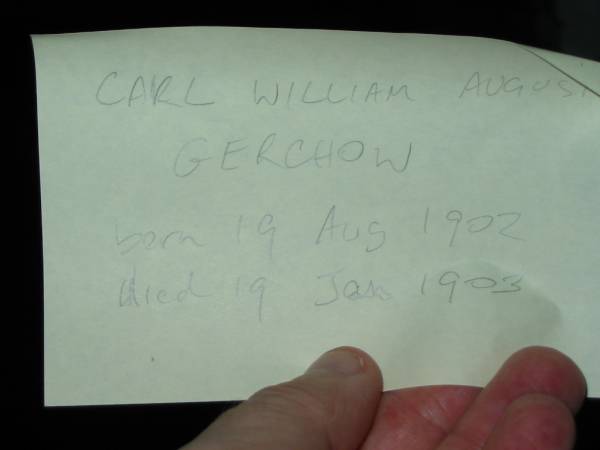 CARL WILLIAM AUGUST
GERCHOW
born 19 Aug 1902
died 19 Jan 1903